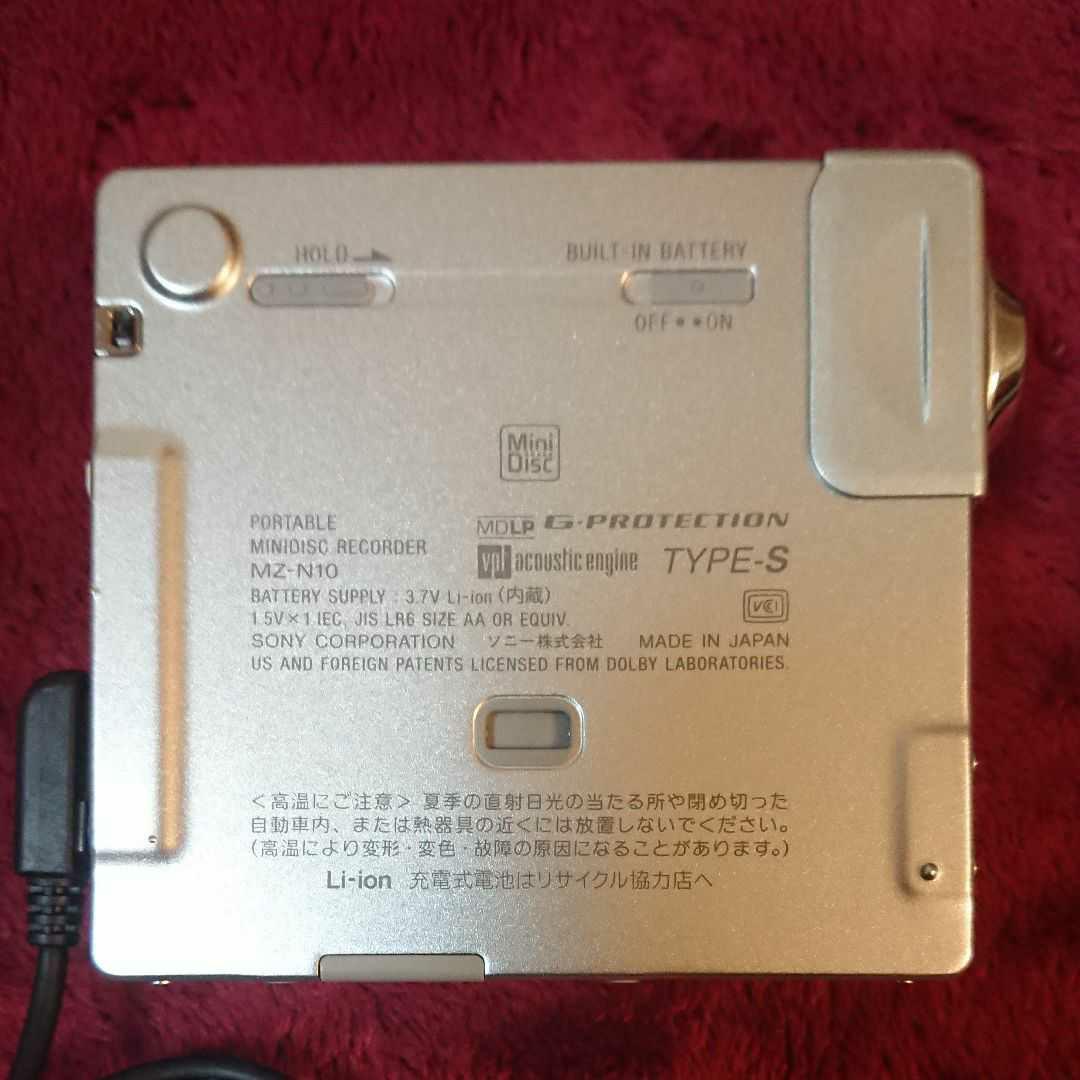 HOLD
BUILT-IN BATTERY
OFF •• ON
Mini
Disc
PORTABLE
MINIDISC RECORDER
MZ-N10
MDLP G-PROTECTION
vpt acoustic engine TYPE-S
BATTERY SUPPLY : 3.7V Li-ion (内蔵)
1.5V×1 IEC, JIS LR6 SIZE AA OR EQUIV.
VCI
SONY CORPORATION ソニー株式会社 MADE IN JAPAN
US AND FOREIGN PATENTS LICENSED FROM DOLBY LABORATORIES.
<高温にご注意> 夏季の直射日光の当たる所や閉め切った
自動車内、または熱器具の近くには放置しないでください。
(高温により変形・変色・故障の原因になることがあります。)
Li-ion 充電式電池はリサイクル協力店へ